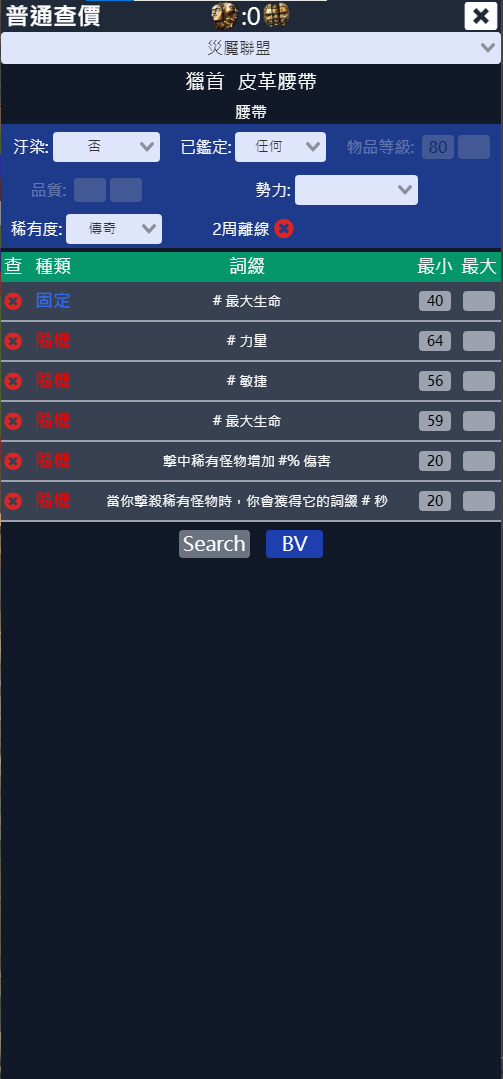 普通查價 :0
災魘聯盟
獵首 皮革腰帶
腰帶
汙染: 否 已鑑定: 任何 物品等級: 80
品質: 勢力:
稀有度: 傳奇 2周離線
查 種類 詞綴 最小 最大
固定 # 最大生命 40
隨機 # 力量 64
隨機 # 敏捷 56
隨機 # 最大生命 59
隨機 擊中稀有怪物增加 #% 傷害 20
隨機 當你擊殺稀有怪物時，你會獲得它的詞綴 # 秒 20
Search BV